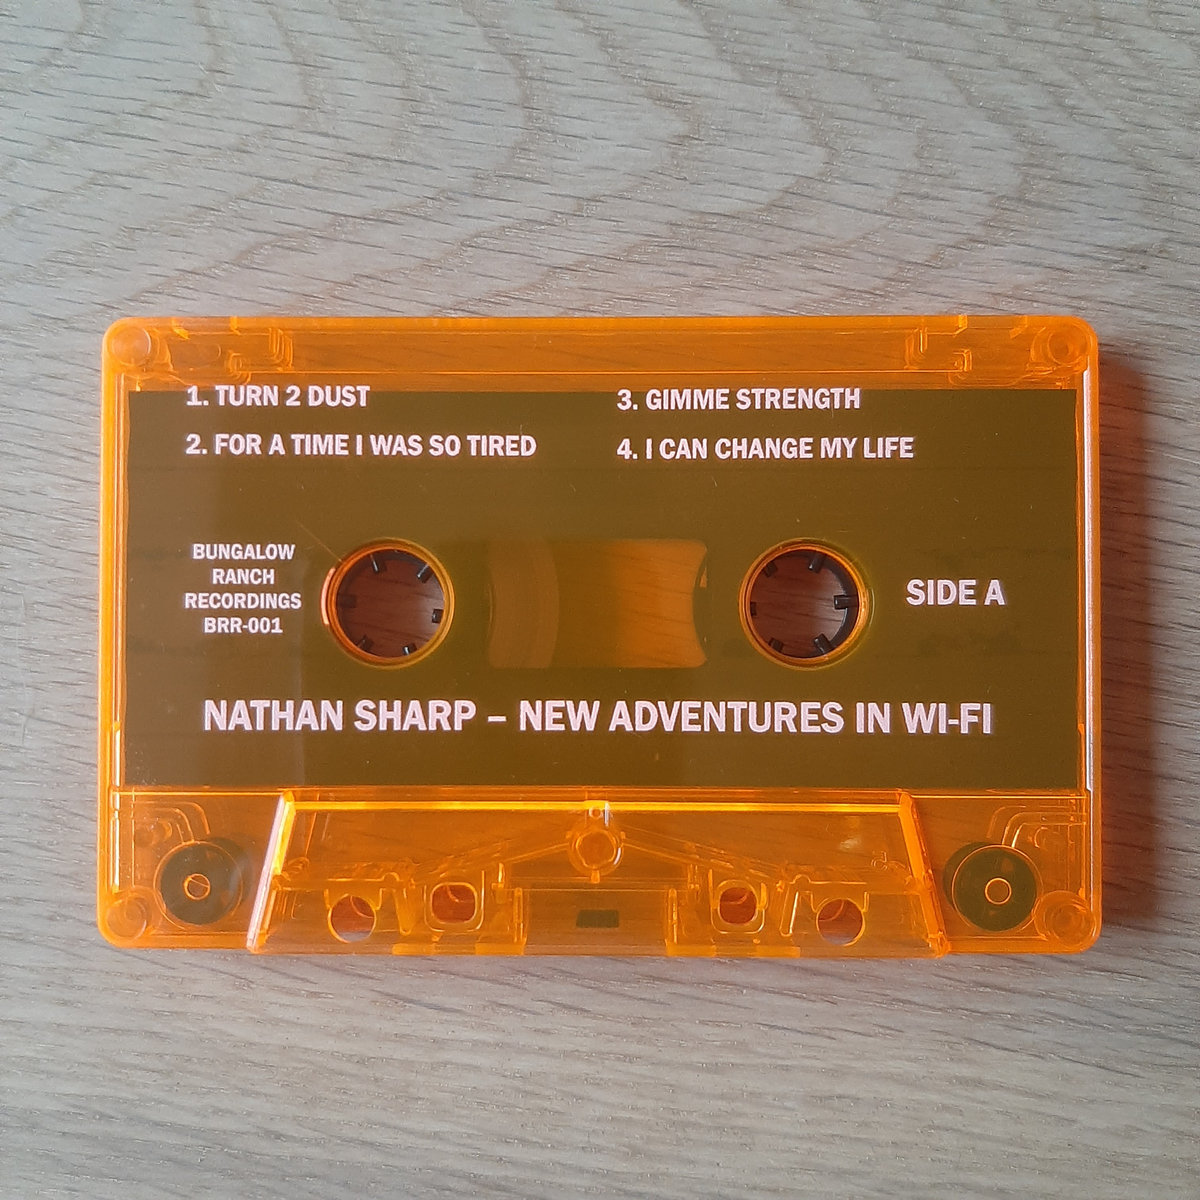 1. TURN 2 DUST
2. FOR A TIME I WAS SO TIRED
3. GIMME STRENGTH
4. I CAN CHANGE MY LIFE
BUNGALOW
RANCH
RECORDINGS
BRR-001
SIDE A
NATHAN SHARP – NEW ADVENTURES IN WI-FI